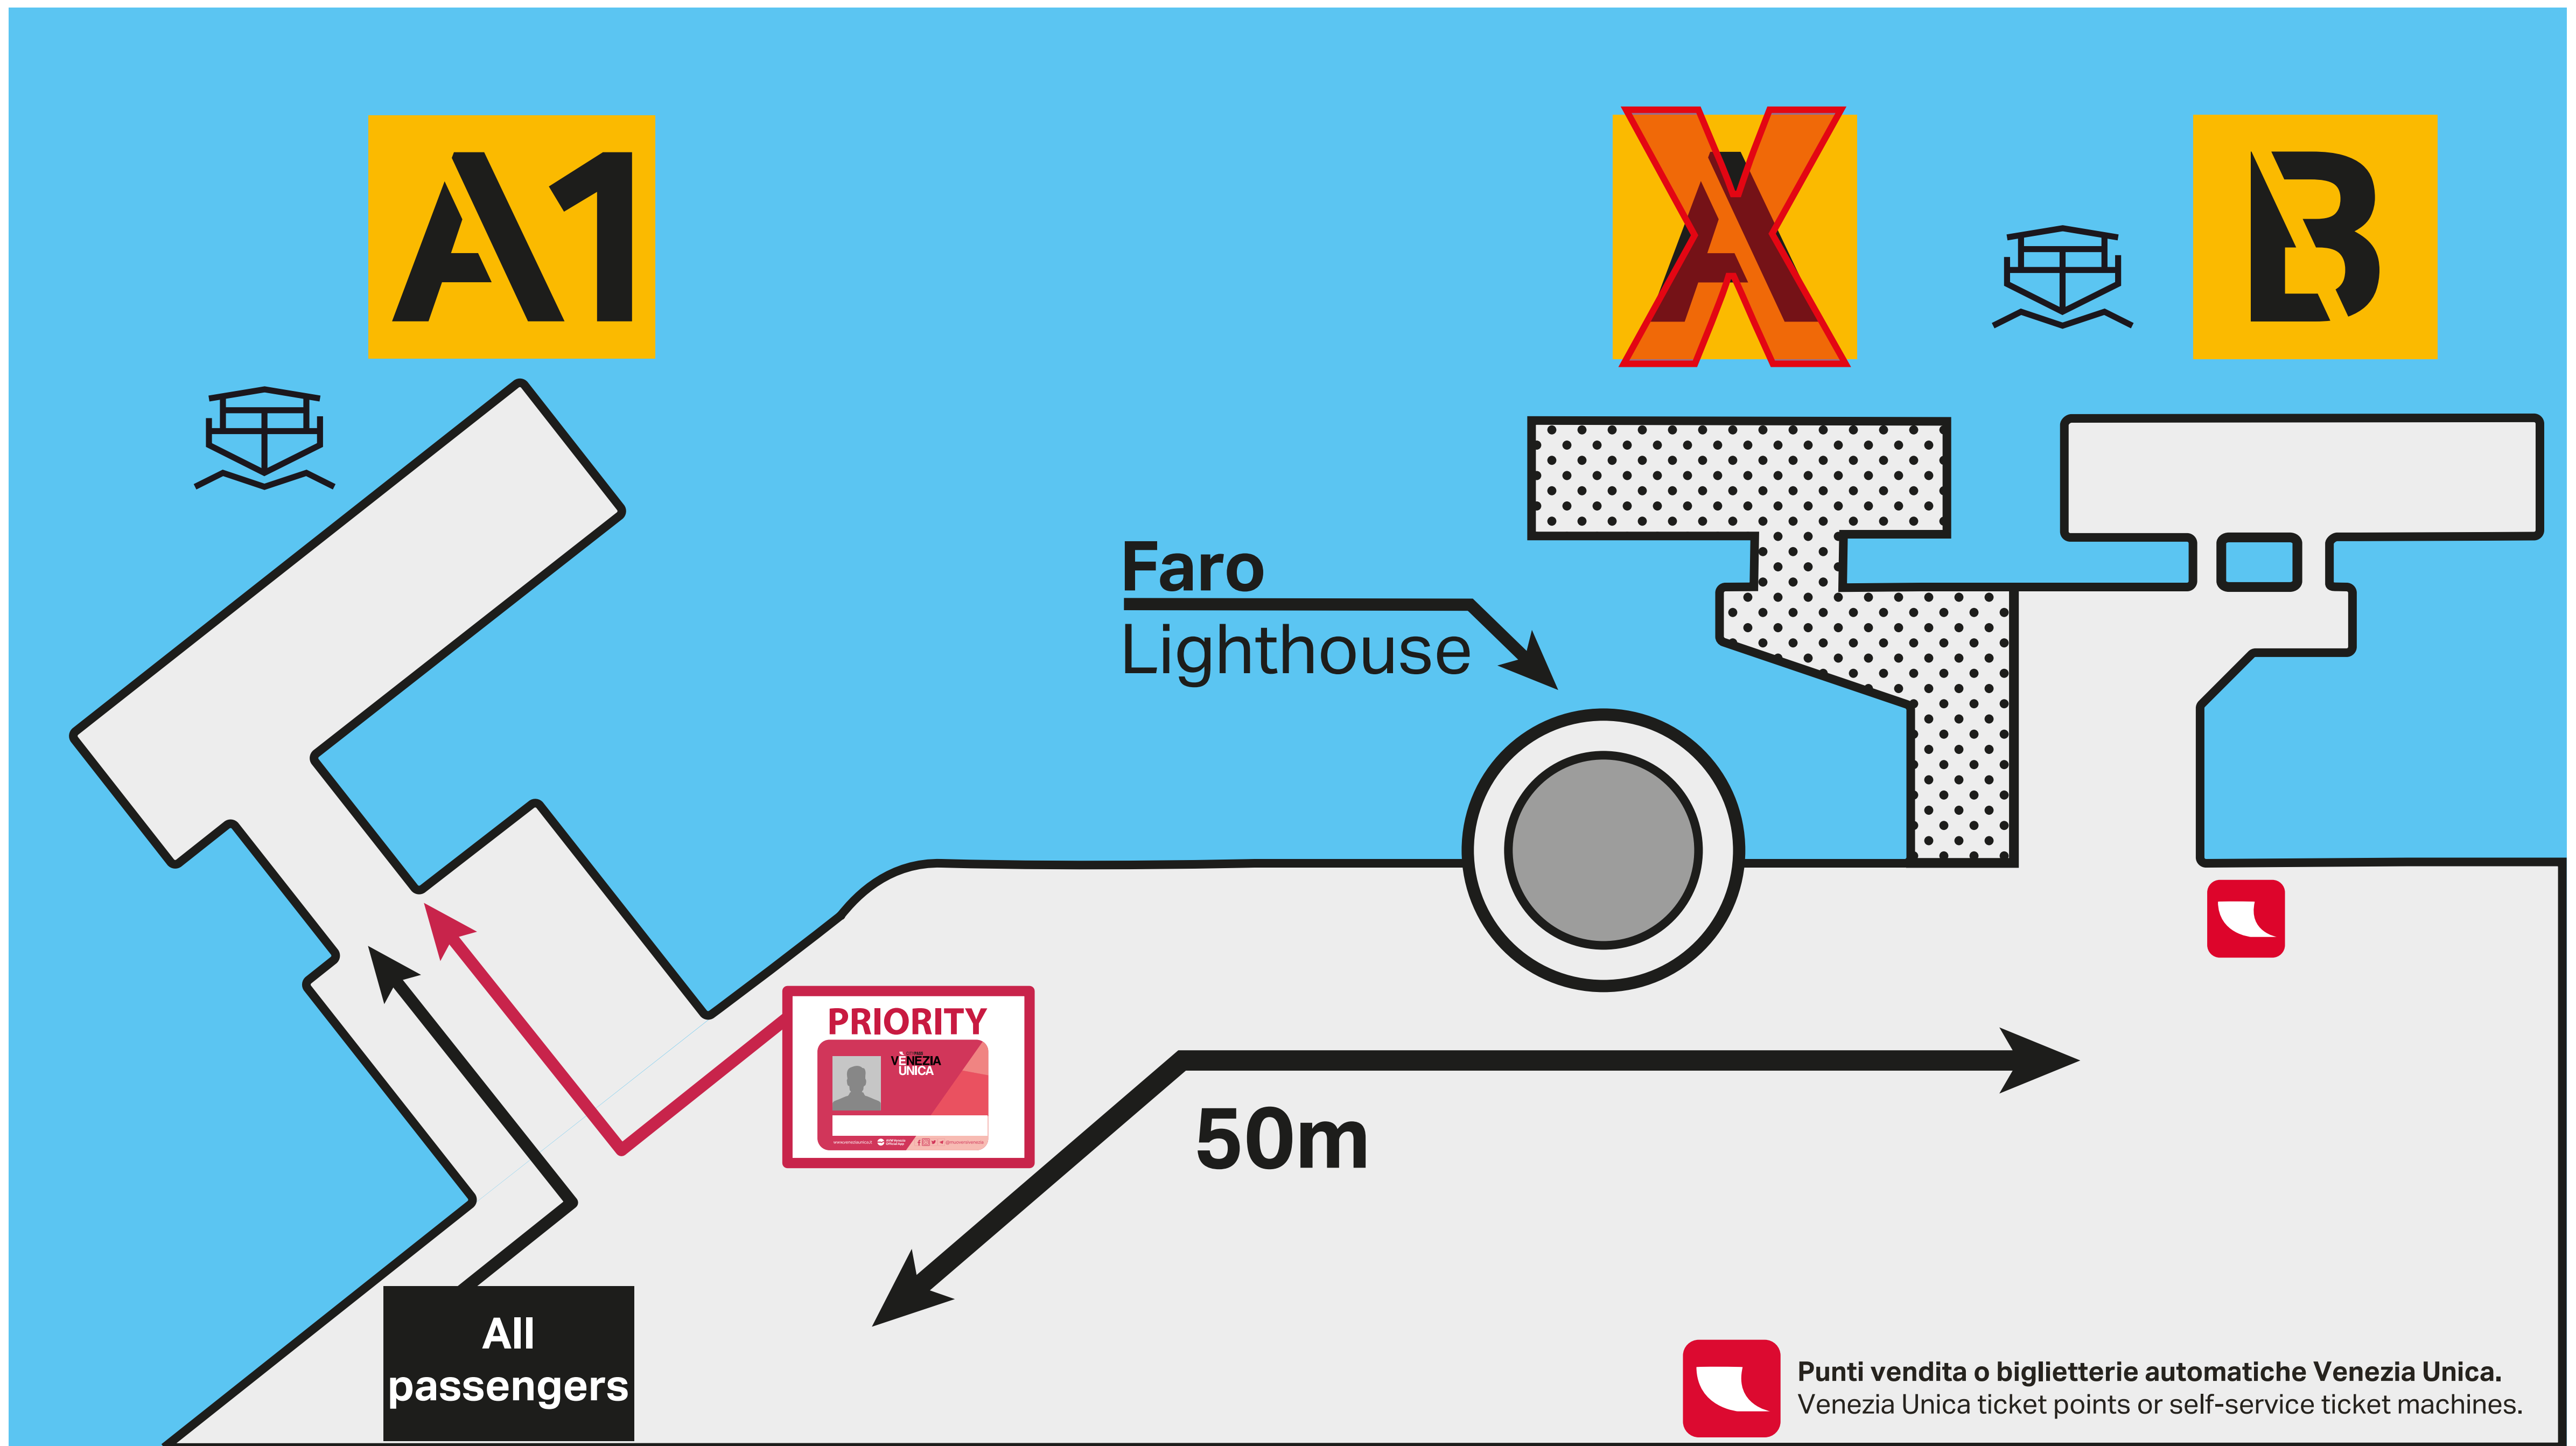 A1
A
B
Faro
Lighthouse
PRIORITY
VÈNEZIA
UNICA
50m
All
passengers
Punti vendita o biglietterie automatiche Venezia Unica.
Venezia Unica ticket points or self-service ticket machines.